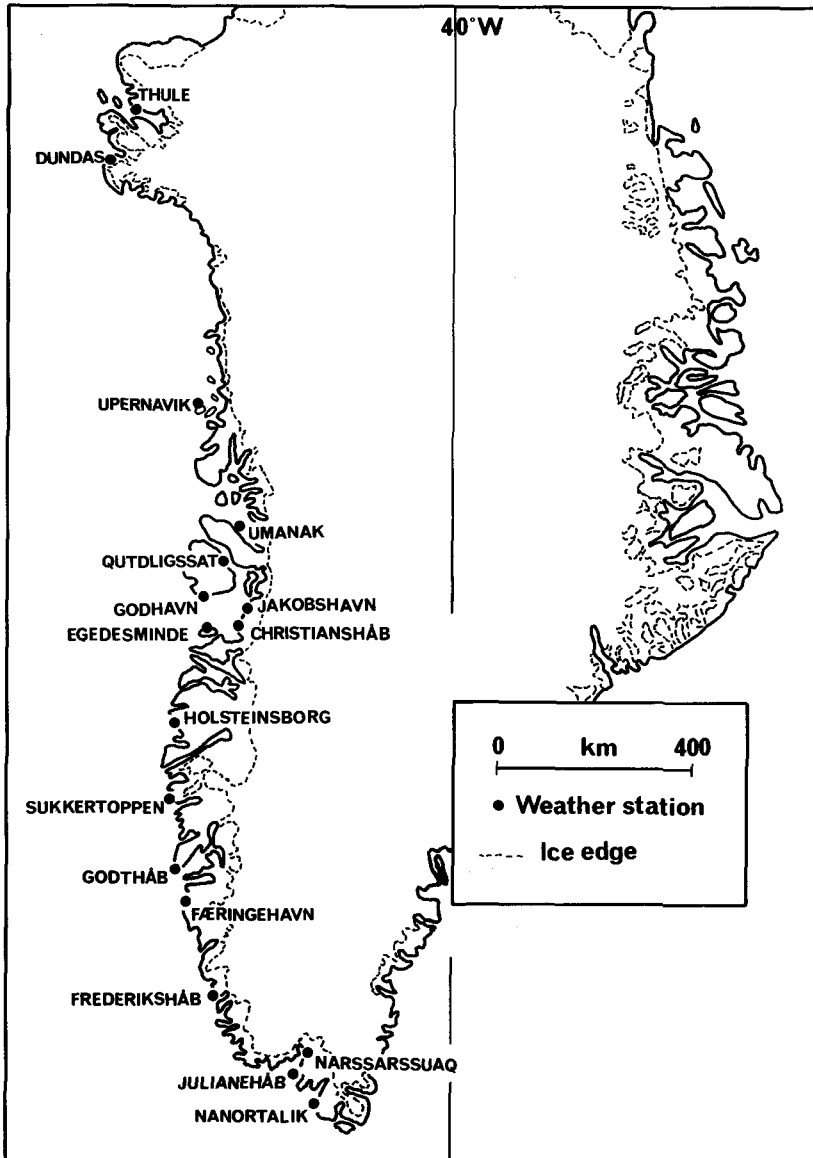 40°W
THULE
DUNDAS
UPERNAVIK
UMANAK
QUTDLIGSSAT
GODHAVN
JAKOBSHAVN
EGEDESMINDE
CHRISTIANSHÅB
HOLSTEINSBORG
0 km 400
Weather station
SUKKERTOPPEN
Ice edge
GODTHÅB
FÆRINGEHAVN
FREDERIKSHÅB
NARSSARSSUAQ
JULIANEHÅB
NANORTALIK